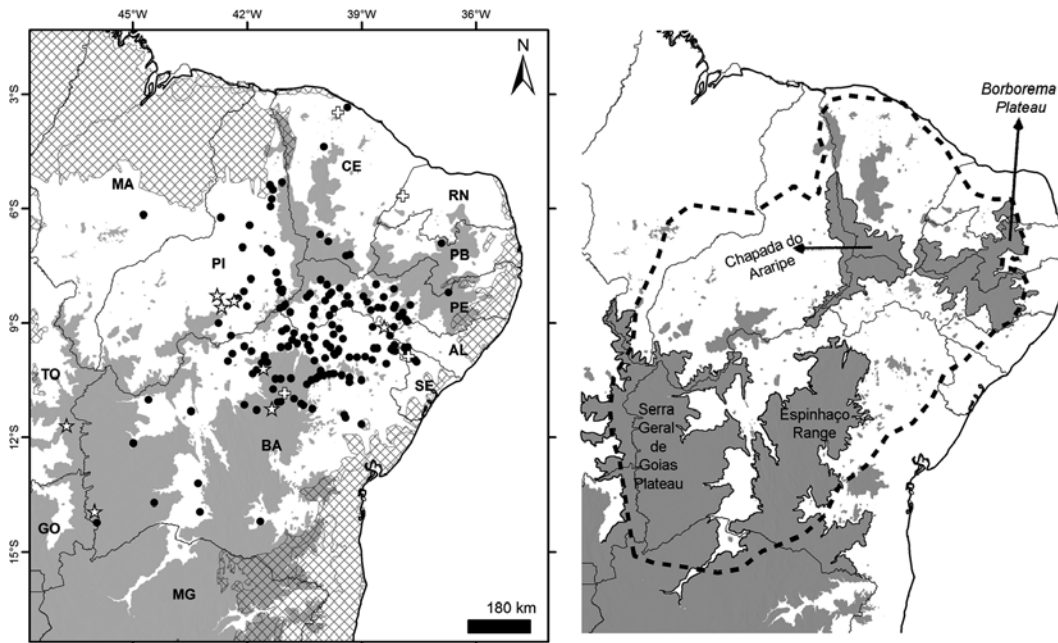 45°W 42°W 39°W 36°W
N
3°S
6°S
9°S
12°S
15°S
MA
CE
RN
PI
PB
PE
AL
TO
SE
BA
GO
MG
180 km
Borborema
Plateau
Chapada do
Araripe
Serra
Geral
de
Goias
Plateau
Espinhaço
Range